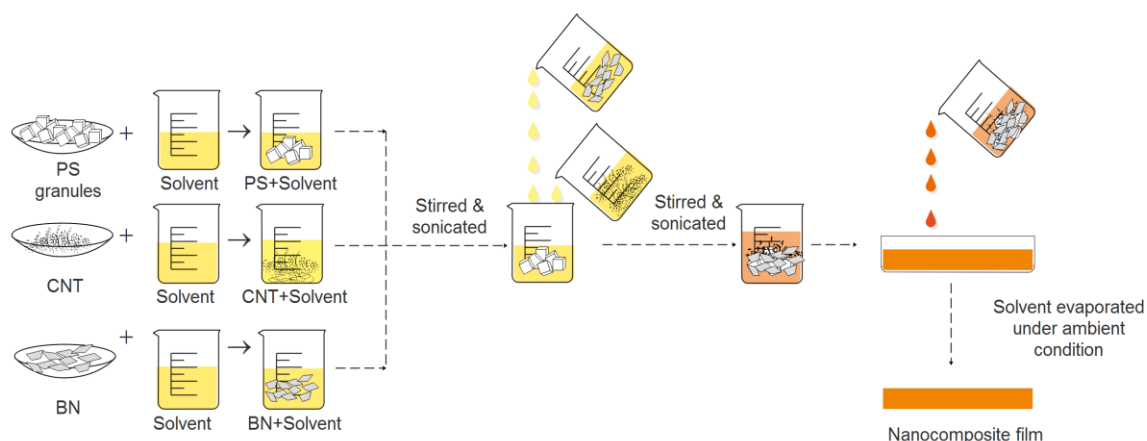 PS
granules
+
Solvent
PS+Solvent
CNT
+
Solvent
CNT+Solvent
BN
+
Solvent
BN+Solvent
Stirred &
sonicated
Stirred &
sonicated
Solvent evaporated
under ambient
condition
Nanocomposite film